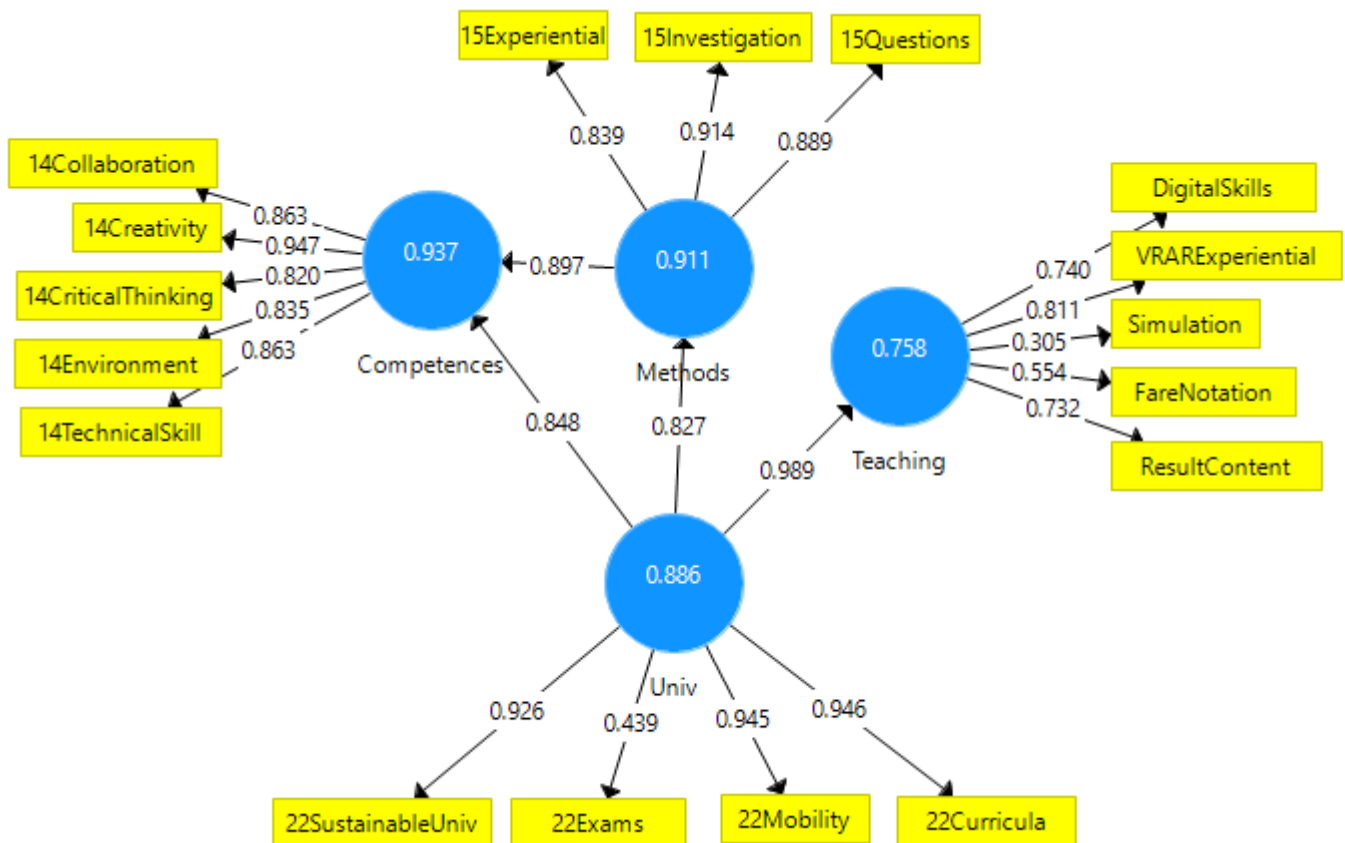 15Experiential
15Investigation
15Questions
0.839
0.914
0.889
14Collaboration
14Creativity
14CriticalThinking
14Environment
14TechnicalSkill
0.863
0.947
0.820
0.835
0.863
0.937
Competences
0.897
0.911
Methods
DigitalSkills
VRARExperiential
Simulation
FareNotation
ResultContent
0.740
0.811
0.305
0.554
0.732
0.758
Teaching
0.848
0.827
0.989
0.886
Univ
0.926
0.439
0.945
0.946
22SustainableUniv
22Exams
22Mobility
22Curricula